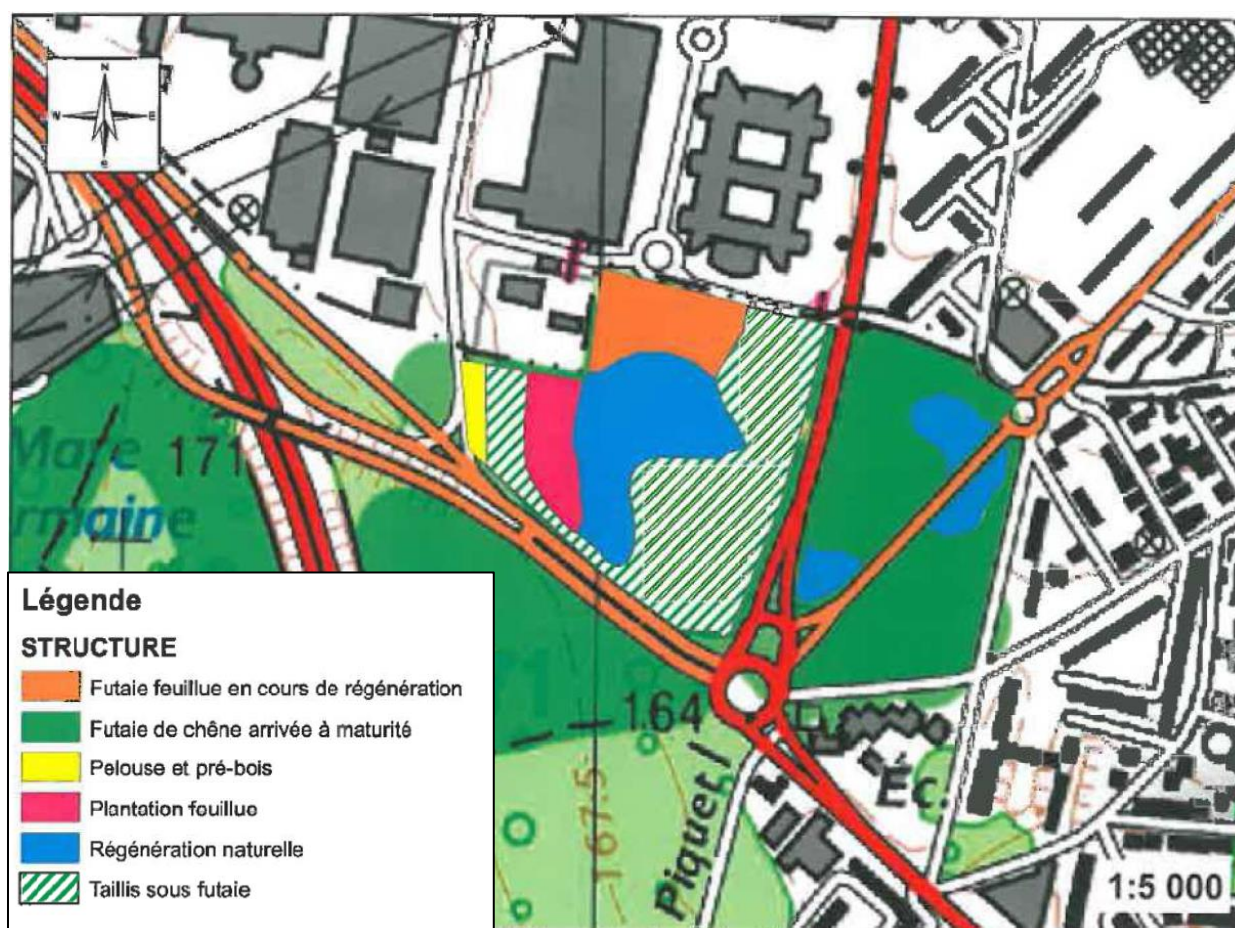 N
W
E
S
Mare
171
rmaine
Légende
STRUCTURE
Futaie feuillue en cours de régénération
Futaie de chêne arrivée à maturité
Pelouse et pré-bois
Plantation fouillue
Régénération naturelle
Taillis sous futaie
164
167.5
Piquet
Éc.
1:5 000